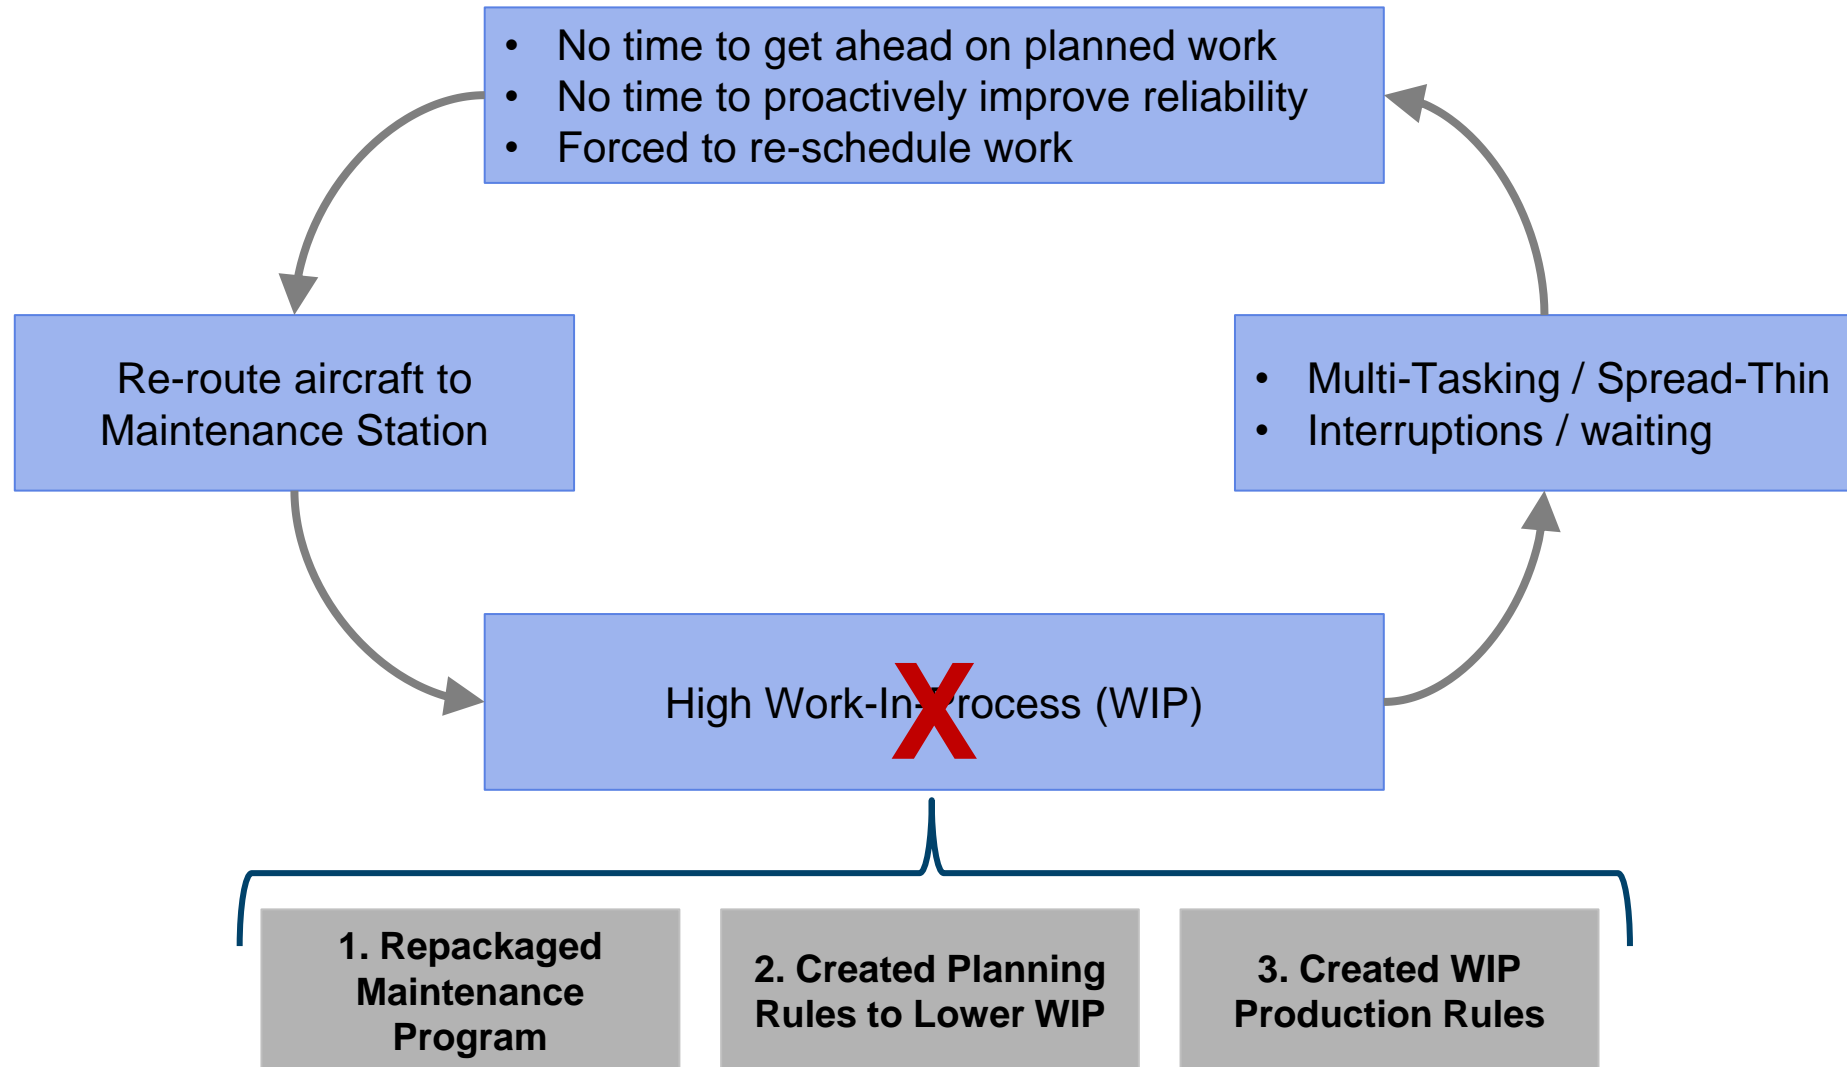 • No time to get ahead on planned work
• No time to proactively improve reliability
• Forced to re-schedule work
Re-route aircraft to
Maintenance Station
• Multi-Tasking / Spread-Thin
• Interruptions / waiting
High Work-In-Process (WIP)
X
1. Repackaged
Maintenance
Program
2. Created Planning
Rules to Lower WIP
3. Created WIP
Production Rules